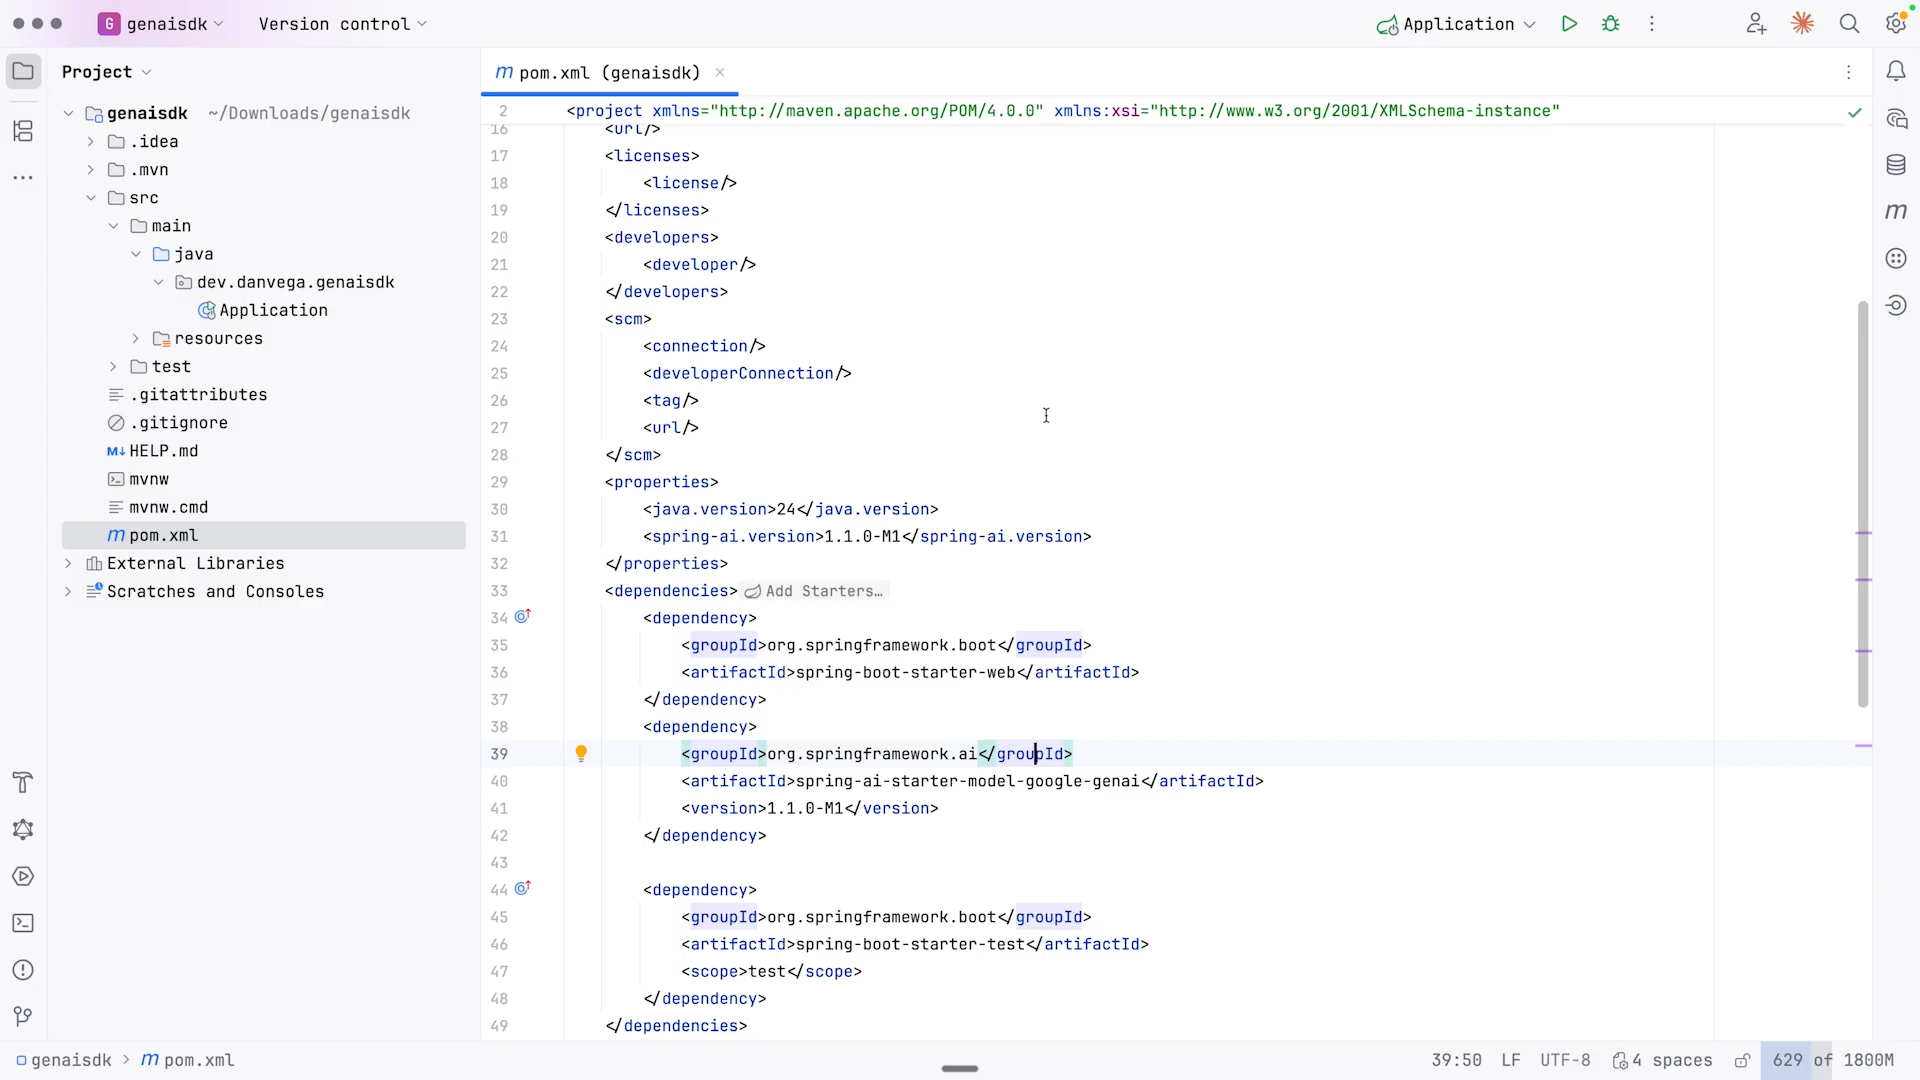 G genaisdk Version control Application
Project
pom.xml (genaisdk)
genaisdk ~/Downloads/genaisdk
.idea
.mvn
src
main
java
dev.danvega.genaisdk
Application
resources
test
.gitattributes
.gitignore
M↓ HELP.md
mvnw
mvnw.cmd
m pom.xml
External Libraries
Scratches and Consoles
2 <project xmlns="http://maven.apache.org/POM/4.0.0" xmlns:xsi="http://www.w3.org/2001/XMLSchema-instance"
16 <url/>
17 <licenses>
18 <license/>
19 </licenses>
20 <developers>
21 <developer/>
22 </developers>
23 <scm>
24 <connection/>
25 <developerConnection/>
26 <tag/>
27 <url/>
28 </scm>
29 <properties>
30 <java.version>24</java.version>
31 <spring-ai.version>1.1.0-M1</spring-ai.version>
32 </properties>
33 <dependencies> Add Starters…
34 <dependency>
35 <groupId>org.springframework.boot</groupId>
36 <artifactId>spring-boot-starter-web</artifactId>
37 </dependency>
38 <dependency>
39 <groupId>org.springframework.ai</groupId>
40 <artifactId>spring-ai-starter-model-google-genai</artifactId>
41 <version>1.1.0-M1</version>
42 </dependency>
43
44 <dependency>
45 <groupId>org.springframework.boot</groupId>
46 <artifactId>spring-boot-starter-test</artifactId>
47 <scope>test</scope>
48 </dependency>
49 </dependencies>
genaisdk > m pom.xml 39:50 LF UTF-8 4 spaces 629 of 1800M